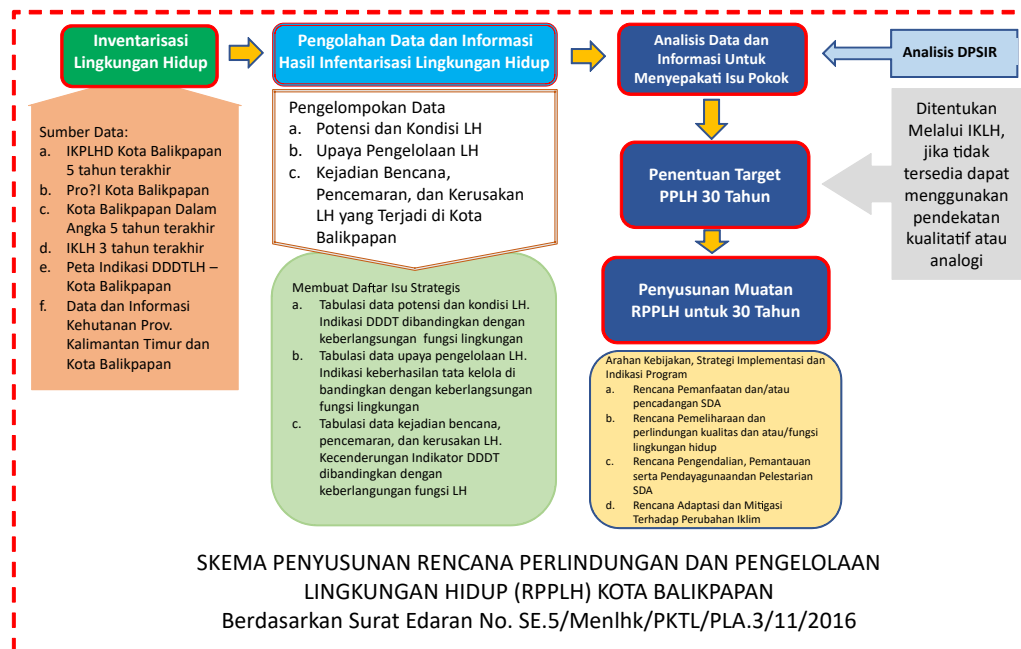 Inventarisasi
Lingkungan Hidup
Pengolahan Data dan Informasi
Hasil Infentarisasi Lingkungan Hidup
Analisis Data dan
Informasi Untuk
Menyepakati Isu Pokok
Analisis DPSIR
Sumber Data:
a. IKPLHD Kota Balikpapan
5 tahun terakhir
b. Pro?l Kota Balikpapan
c. Kota Balikpapan Dalam
Angka 5 tahun terakhir
d. IKLH 3 tahun terakhir
e. Peta Indikasi DDDTLH –
Kota Balikpapan
f. Data dan Informasi
Kehutanan Prov.
Kalimantan Timur dan
Kota Balikpapan
Pengelompokan Data
a. Potensi dan Kondisi LH
b. Upaya Pengelolaan LH
c. Kejadian Bencana,
Pencemaran, dan Kerusakan
LH yang Terjadi di Kota
Balikpapan
Membuat Daftar Isu Strategis
a. Tabulasi data potensi dan kondisi LH.
Indikasi DDDT dibandingkan dengan
keberlangsungan fungsi lingkungan
b. Tabulasi data upaya pengelolaan LH.
Indikasi keberhasilan tata kelola di
bandingkan dengan keberlangsungan
fungsi lingkungan
c. Tabulasi data kejadian bencana,
pencemaran, dan kerusakan LH.
Kecenderungan Indikator DDDT
dibandingkan dengan
keberlangungan fungsi LH
Penentuan Target
PPLH 30 Tahun
Ditentukan
Melalui IKLH,
jika tidak
tersedia dapat
menggunakan
pendekatan
kualitatif atau
analogi
Penyusunan Muatan
RPPLH untuk 30 Tahun
Arahan Kebijakan, Strategi Implementasi dan
Indikasi Program
a. Rencana Pemanfaatan dan/atau
pencadangan SDA
b. Rencana Pemeliharaan dan
perlindungan kualitas dan atau/fungsi
lingkungan hidup
c. Rencana Pengendalian, Pemantauan
serta Pendayagunaandan Pelestarian
SDA
d. Rencana Adaptasi dan Mitigasi
Terhadap Perubahan Iklim
SKEMA PENYUSUNAN RENCANA PERLINDUNGAN DAN PENGELOLAAN
LINGKUNGAN HIDUP (RPPLH) KOTA BALIKPAPAN
Berdasarkan Surat Edaran No. SE.5/Menlhk/PKTL/PLA.3/11/2016